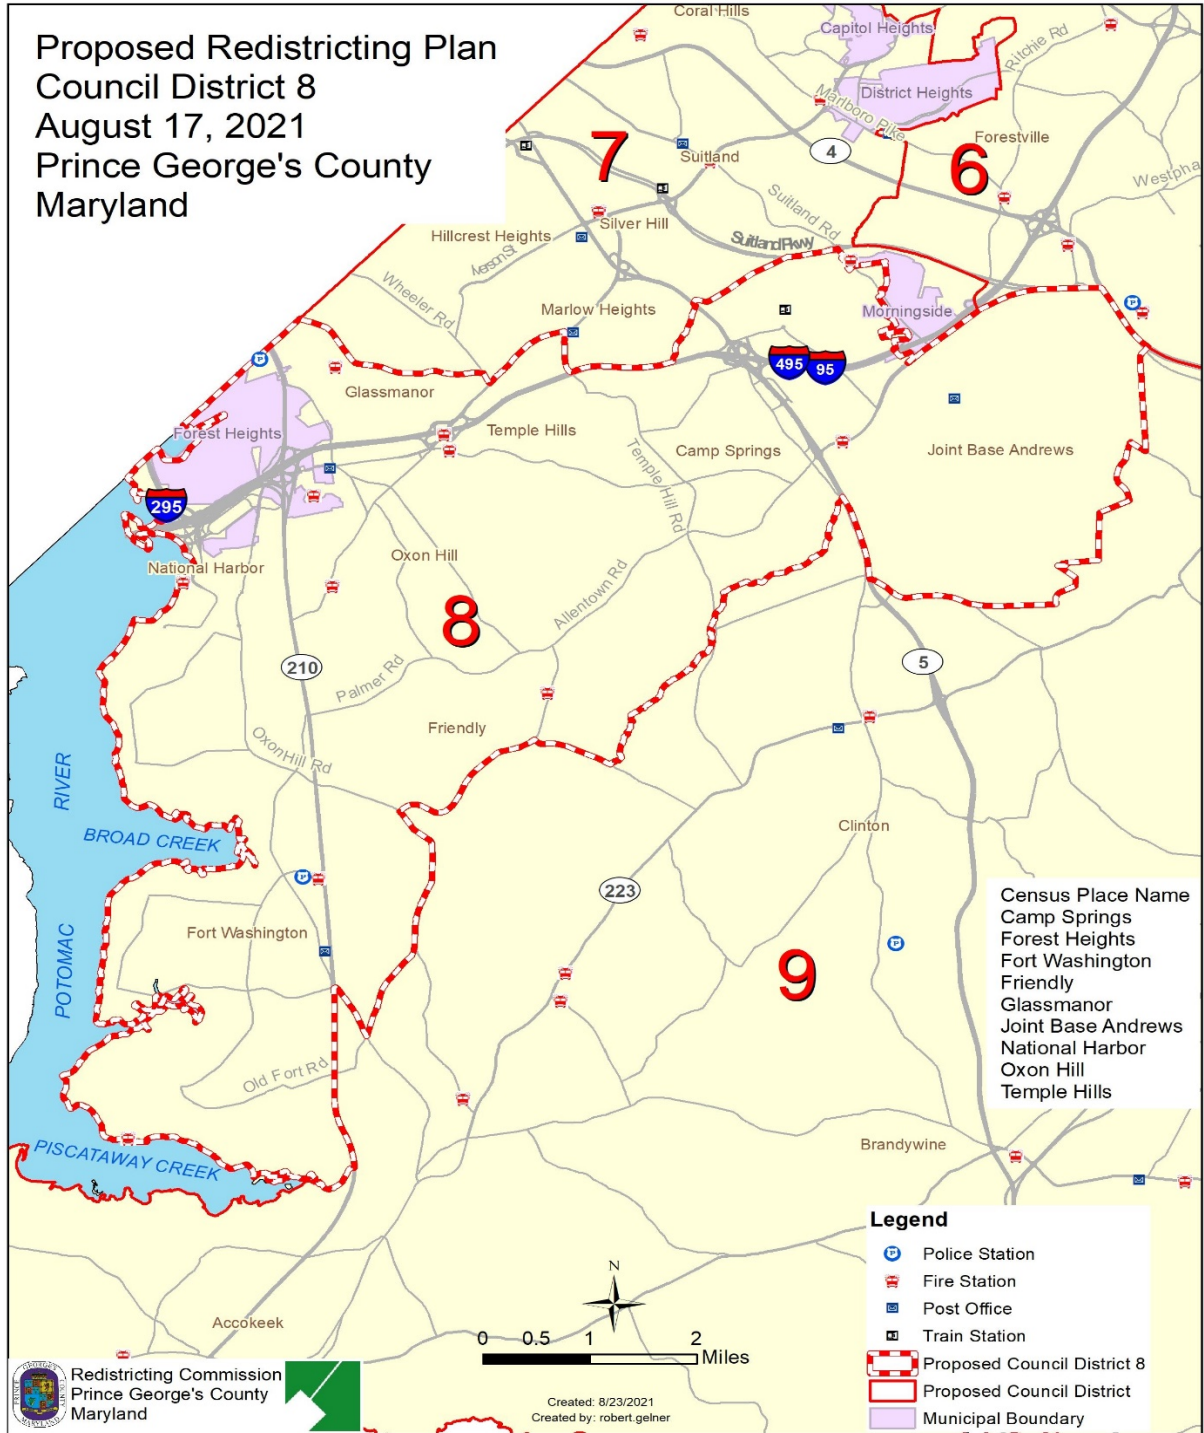 Proposed Redistricting Plan
Council District 8
August 17, 2021
Prince George's County
Maryland
Coral Hills
Capitol Heights
Ritchie Rd
District Heights
Marlboro Pike
Forestville
7
Suitland
4
6
Westpha
Suitland Rd
Silver Hill
Hillcrest Heights
Iverson St
Suitland Pkwy
Wheeler Rd
Marlow Heights
Morningside
495
95
Glassmanor
Forest Heights
Temple Hills
Camp Springs
Joint Base Andrews
Temple Hill Rd
295
Oxon Hill
National Harbor
8
Allentown Rd
210
5
Palmer Rd
Friendly
Oxon Hill Rd
RIVER
BROAD CREEK
Clinton
223
Fort Washington
POTOMAC
9
Census Place Name
Camp Springs
Forest Heights
Fort Washington
Friendly
Glassmanor
Joint Base Andrews
National Harbor
Oxon Hill
Temple Hills
Old Fort Rd
PISCATAWAY CREEK
Brandywine
Accokeek
N
0 0.5 1 2
Miles
Legend
Police Station
Fire Station
Post Office
Train Station
Proposed Council District 8
Proposed Council District
Municipal Boundary
Redistricting Commission
Prince George's County
Maryland
Created: 8/23/2021
Created by: robert.gelner